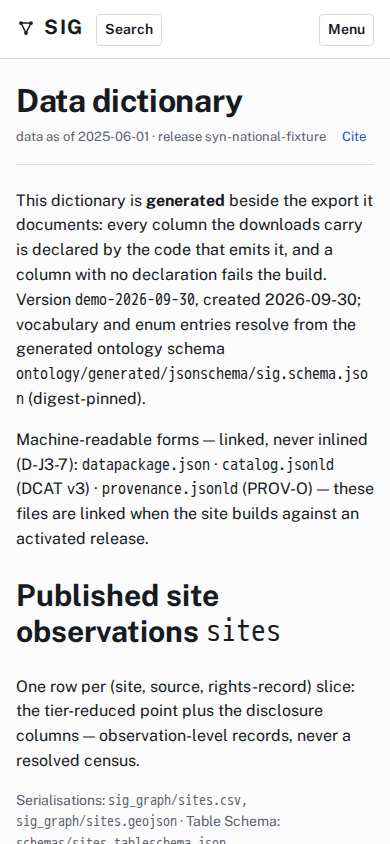 SIG
Search
Menu
Data dictionary
data as of 2025-06-01 · release syn-national-fixture
Cite
This dictionary is generated beside the export it
documents: every column the downloads carry
is declared by the code that emits it, and a
column with no declaration fails the build.
Version demo-2026-09-30, created 2026-09-30;
vocabulary and enum entries resolve from the
generated ontology schema
ontology/generated/jsonschema/sig.schema.jso
n (digest-pinned).
Machine-readable forms — linked, never inlined
(D-J3-7): datapackage.json · catalog.jsonld
(DCAT v3) · provenance.jsonld (PROV-O) — these
files are linked when the site builds against an
activated release.
Published site
observations sites
One row per (site, source, rights-record) slice:
the tier-reduced point plus the disclosure
columns — observation-level records, never a
resolved census.
Serialisations: sig_graph/sites.csv,
sig_graph/sites.geojson · Table Schema:
schemas/sites.tableschema.json